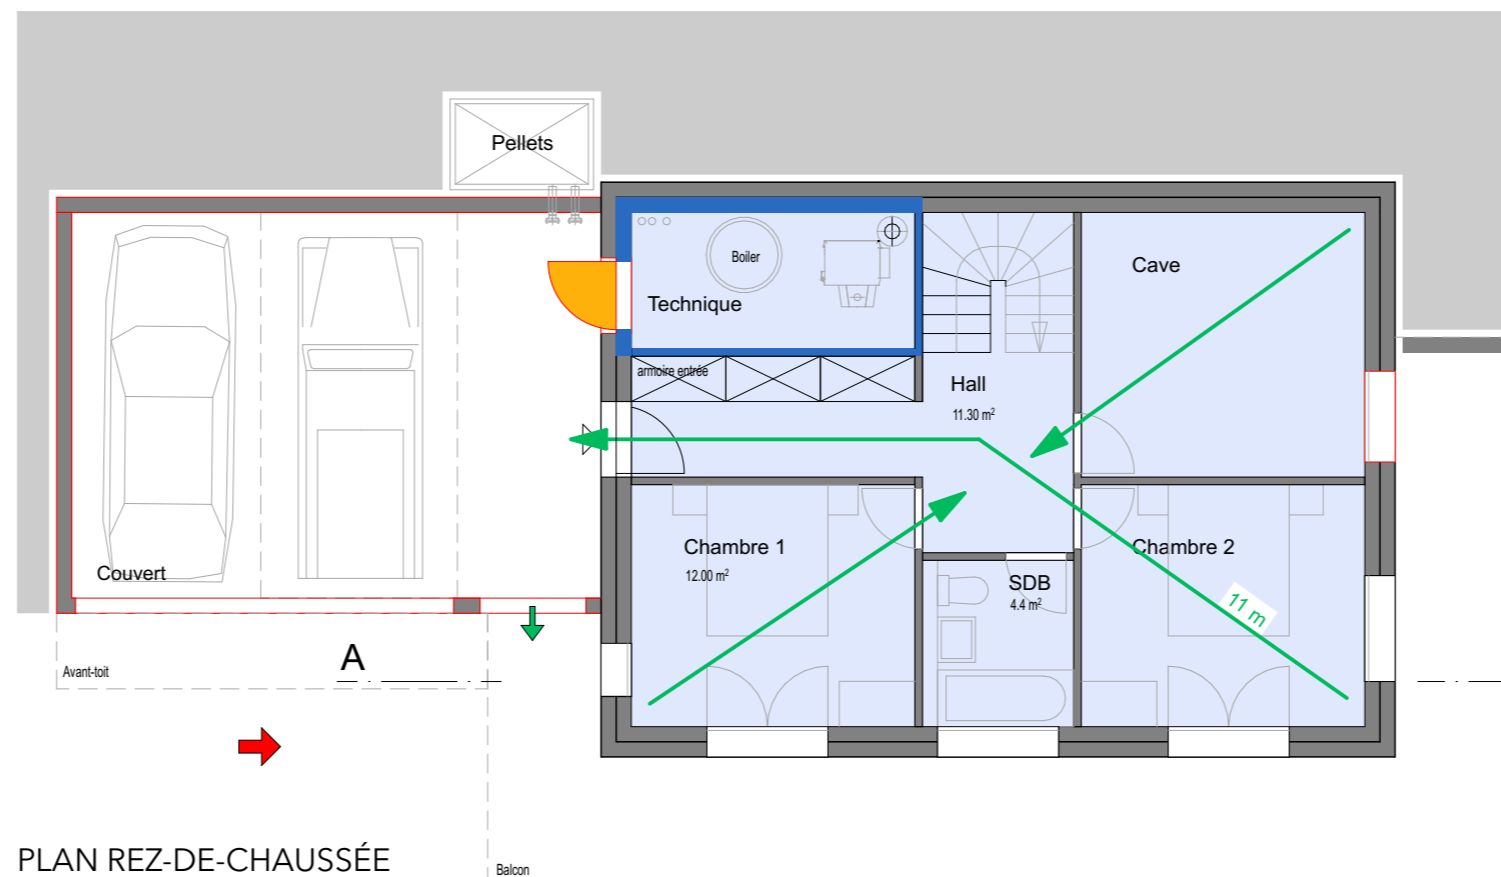 Pellets
Boiler
Technique
Cave
armoire entrée
Hall
11.30 m²
Chambre 1
12.00 m²
Chambre 2
SDB
4.4 m²
11 m
Couvert
A
Avant-toit
PLAN REZ-DE-CHAUSSÉE
Balcon